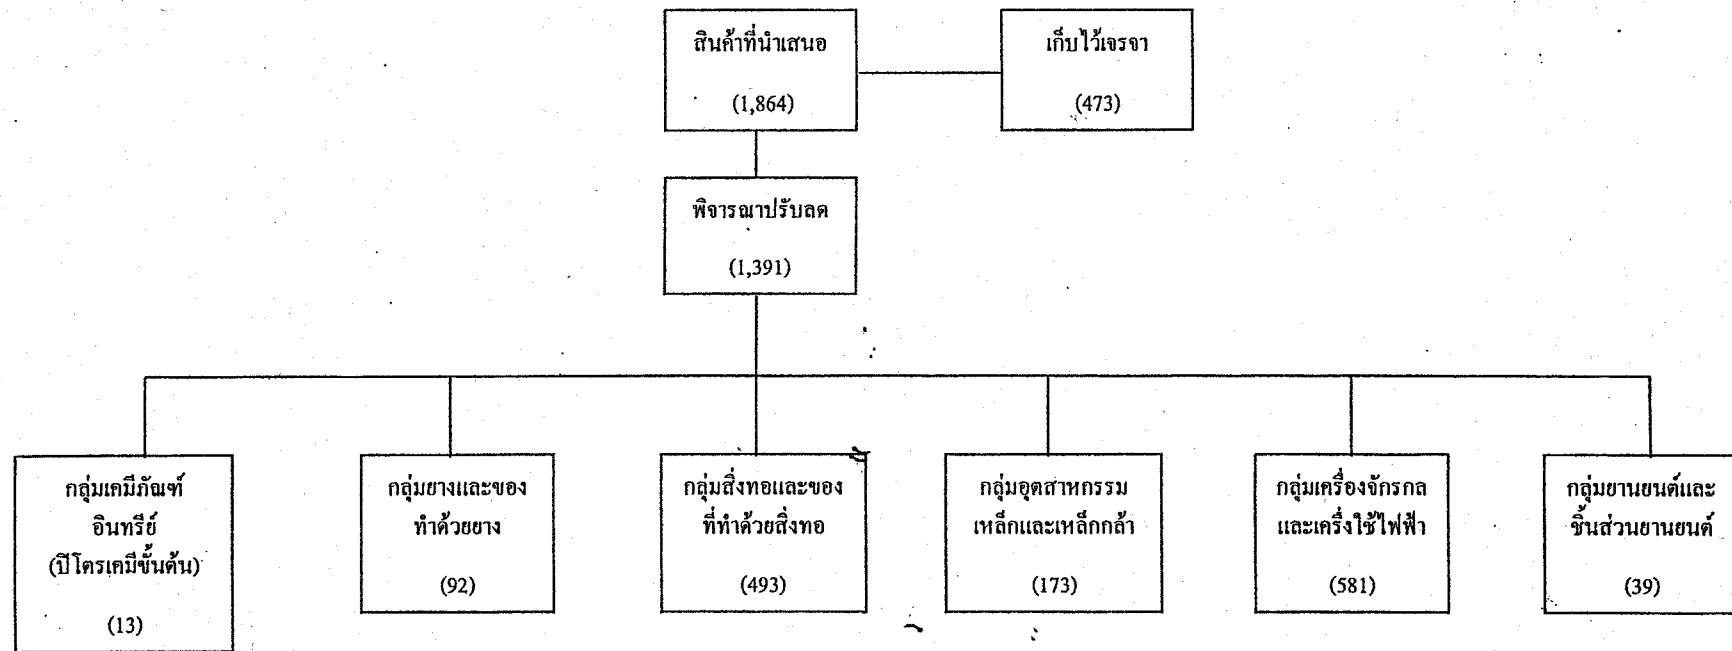 สินค้าที่นำเสนอ
(1,864)
เก็บไว้เจรจา
(473)
พิจารณาปรับลด
(1,391)
กลุ่มเคมีภัณฑ์
อินทรีย์
(ปิโตรเคมีขั้นต้น)
(13)
กลุ่มยางและของ
ทำด้วยยาง
(92)
กลุ่มสิ่งทอและของ
ที่ทำด้วยสิ่งทอ
(493)
กลุ่มอุตสาหกรรม
เหล็กและเหล็กกล้า
(173)
กลุ่มเครื่องจักรกล
และเครื่งใช้ไฟฟ้า
(581)
กลุ่มยานยนต์และ
ชิ้นส่วนยานยนต์
(39)